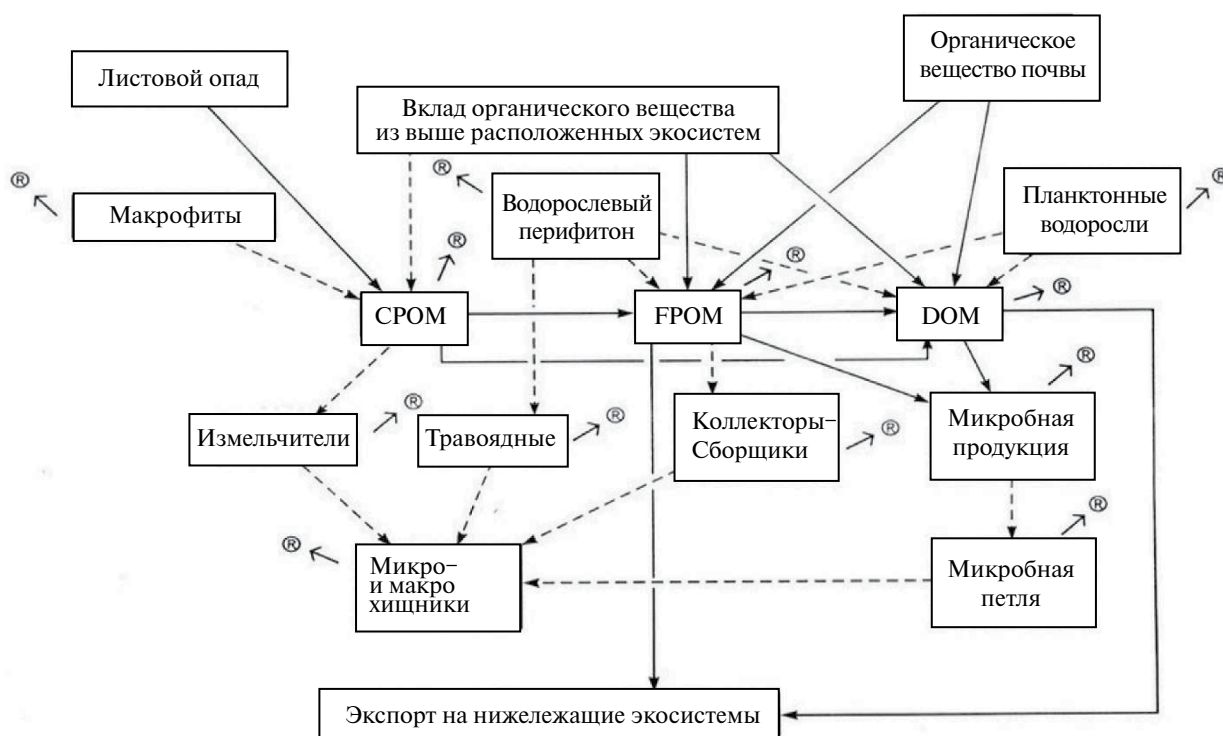 Органическое
вещество почвы
Листовой опад
Вклад органического вещества
из выше расположенных экосистем
®
®
®
Макрофиты
Водорослевый
перифитон
Планктонные
водоросли
®
®
®
CPOM
FPOM
DOM
®
®
®
®
Измельчители
Травоядные
Коллекторы-
Сборщики
Микробная
продукция
®
®
Микро-
и макро
хищники
Микробная
петля
Экспорт на нижележащие экосистемы